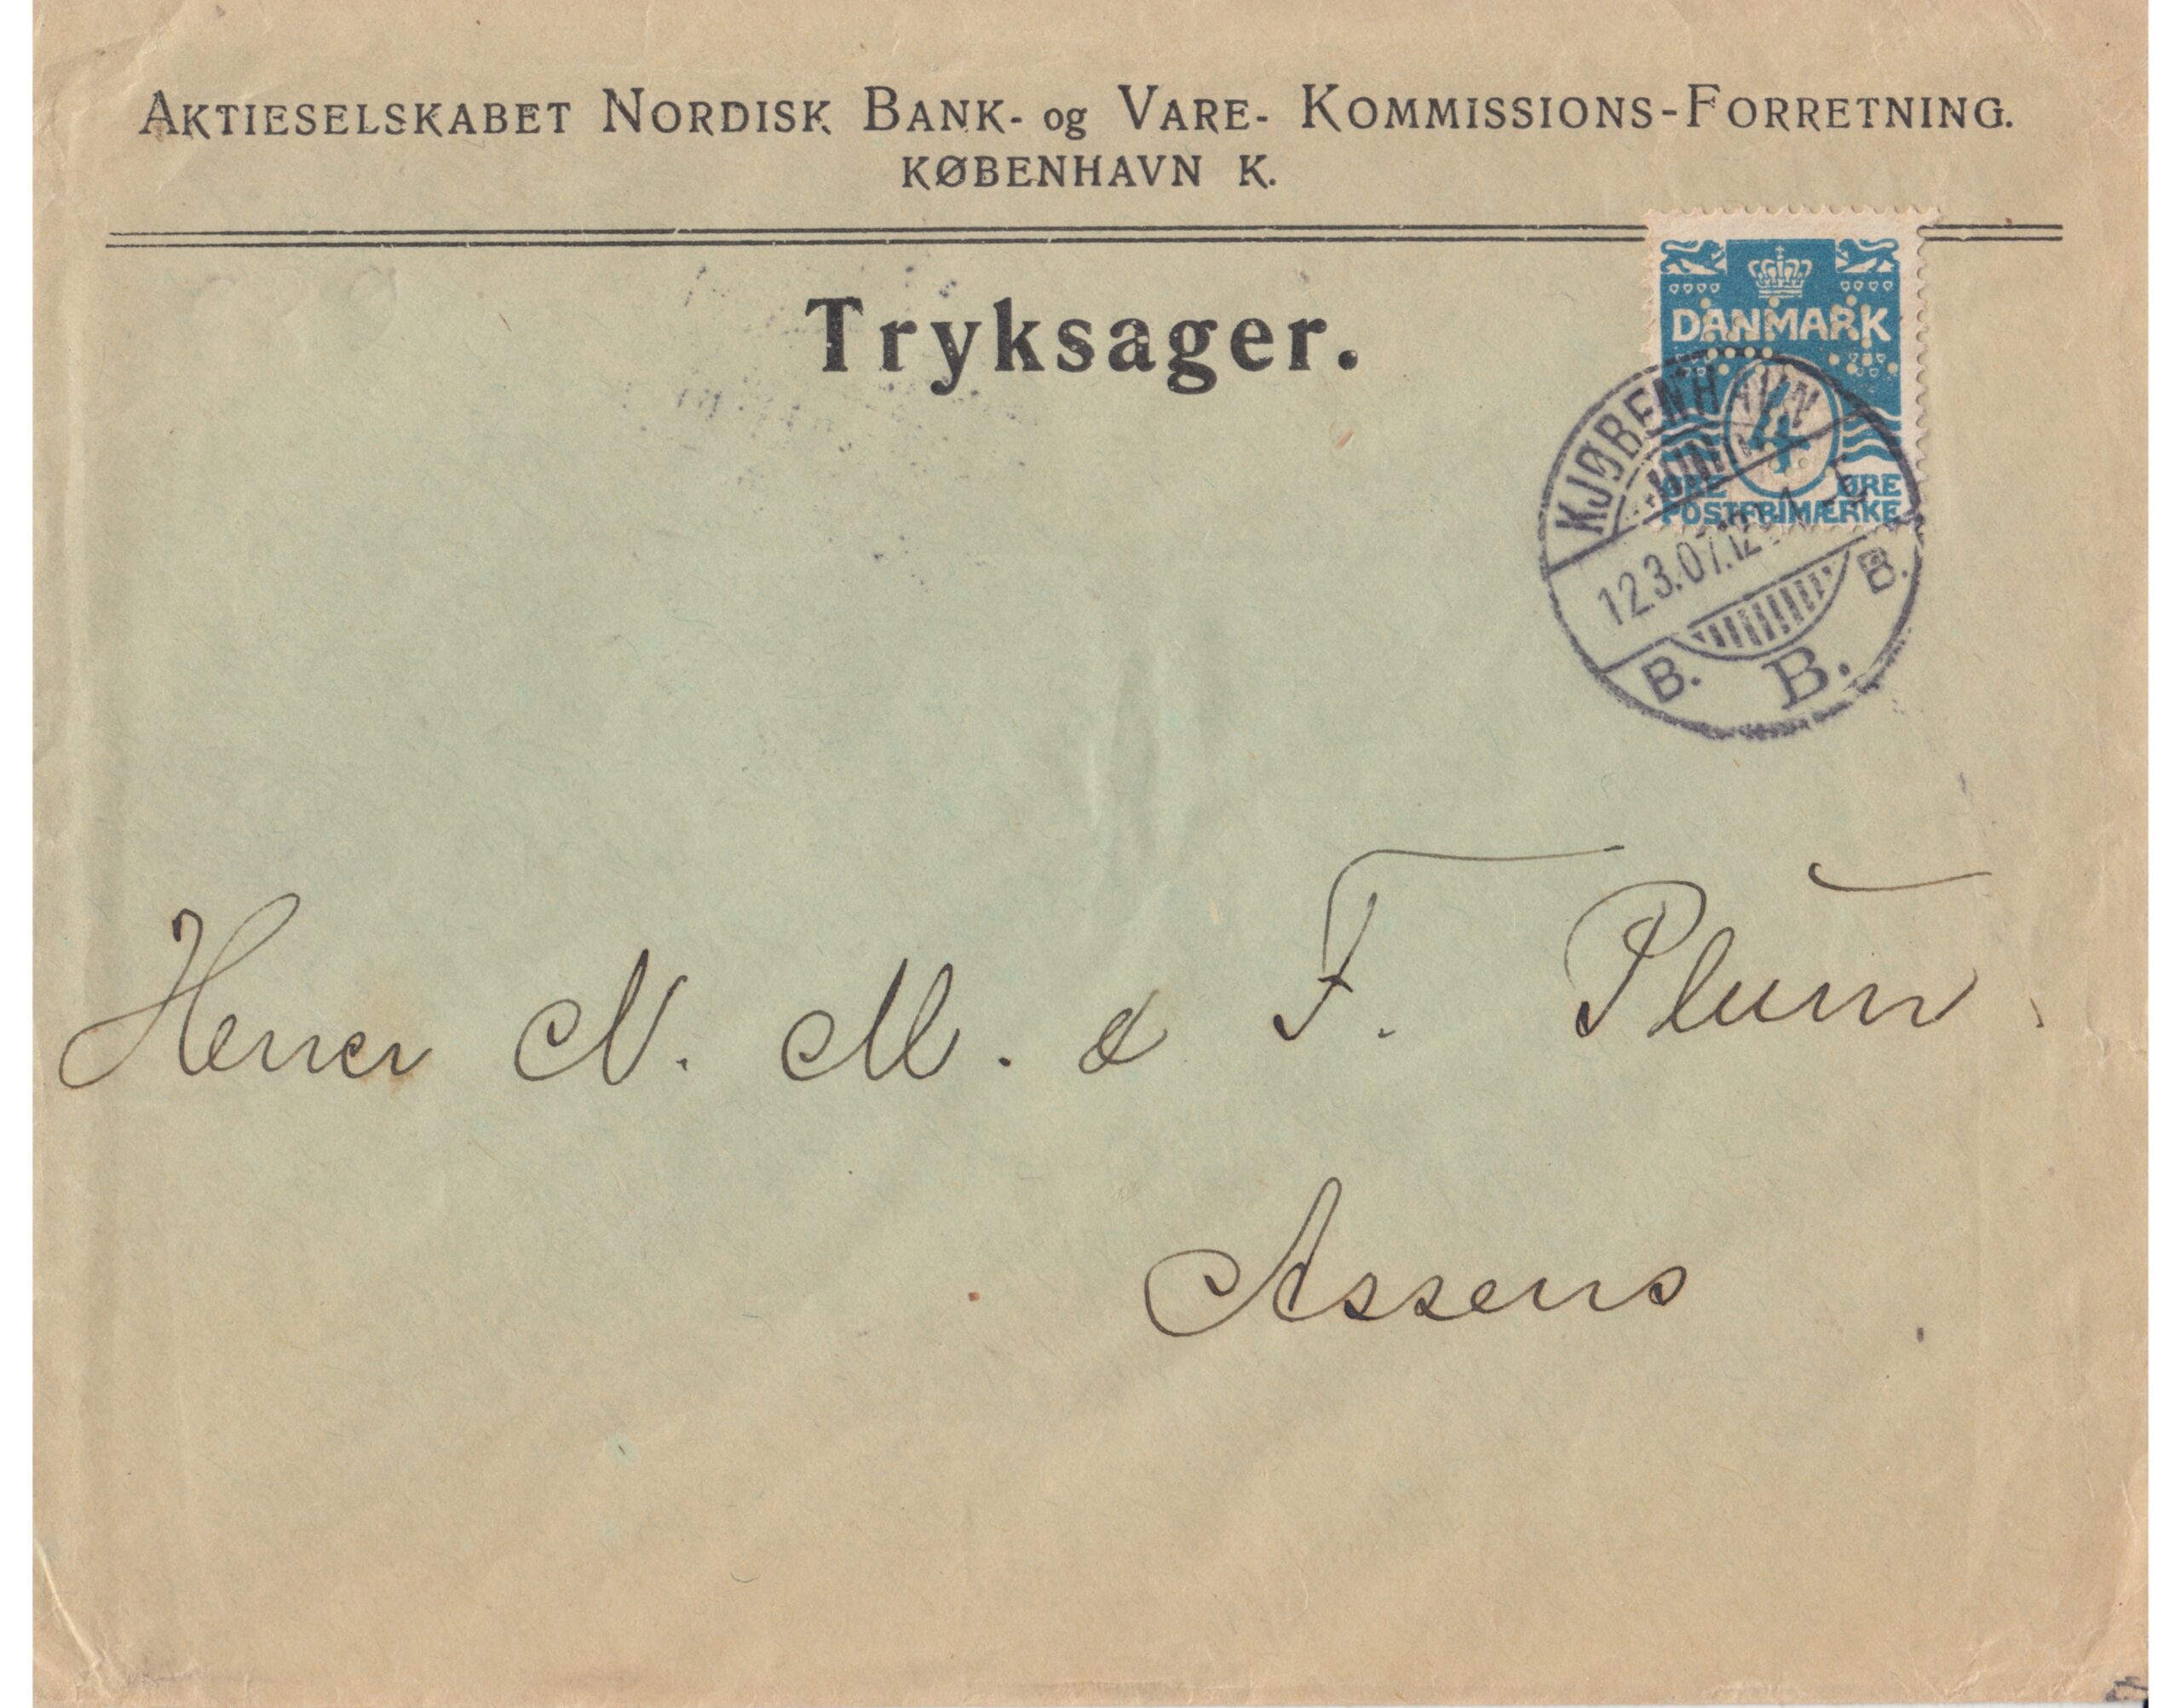 AKTIESELSKABET NORDISK BANK- og VARE- KOMMISSIONS-FORRETNING.
KØBENHAVN K.
Tryksager.
DANMARK
4
ØRE ØRE
POSTFRIMÆRKE
KJØBENHAVN
12.3.07.12
B. B. B.
Herrer N. M. & F. Plum.
Assens